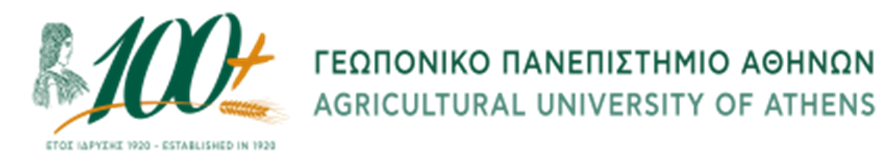 100+
ΕΤΟΣ ΙΔΡΥΣΗΣ 1920 - ESTABLISHED IN 1920
ΓΕΩΠΟΝΙΚΟ ΠΑΝΕΠΙΣΤΗΜΙΟ ΑΘΗΝΩΝ
AGRICULTURAL UNIVERSITY OF ATHENS